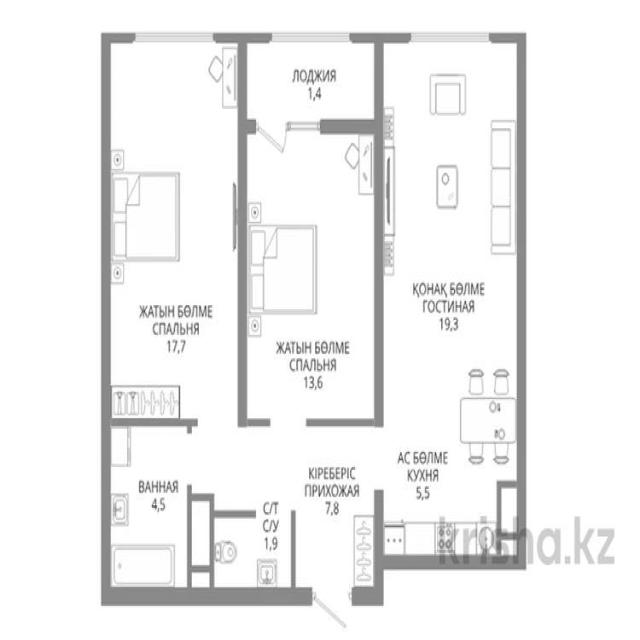 ЛОДЖИЯ
1,4
ЖАТЫН БӨЛМЕ
СПАЛЬНЯ
17,7
ЖАТЫН БӨЛМЕ
СПАЛЬНЯ
13,6
ҚОНАҚ БӨЛМЕ
ГОСТИНАЯ
19,3
ВАННАЯ
4,5
С/Т
С/У
1,9
КІРЕБЕРІС
ПРИХОЖАЯ
7,8
АС БӨЛМЕ
КУХНЯ
5,5
krisha.kz